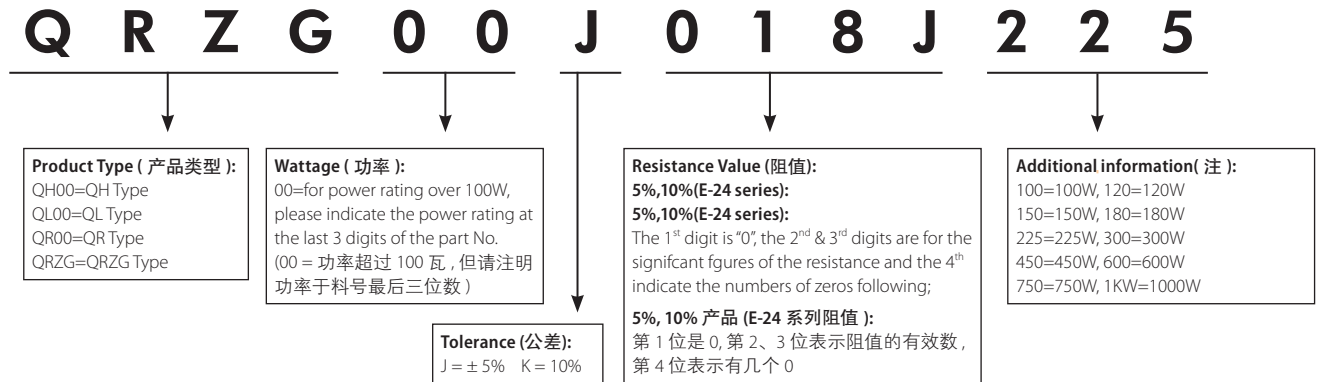 QRZG00J018J225
Product Type ( 产品类型 ):
QH00=QH Type
QL00=QL Type
QR00=QR Type
QRZG=QRZG Type
Wattage ( 功率 ):
00=for power rating over 100W,
please indicate the power rating at
the last 3 digits of the part No.
(00 = 功率超过 100 瓦 , 但请注明
功率于料号最后三位数 )
Tolerance (公差):
J = ± 5% K = 10%
Resistance Value (阻值):
5%,10%(E-24 series):
5%,10%(E-24 series):
The 1st digit is "0", the 2nd & 3rd digits are for the
signifcant fgures of the resistance and the 4th
indicate the numbers of zeros following;
5%, 10% 产品 (E-24 系列阻值 ):
第 1 位是 0, 第 2、3 位表示阻值的有效数 ,
第 4 位表示有几个 0
Additional information( 注 ):
100=100W, 120=120W
150=150W, 180=180W
225=225W, 300=300W
450=450W, 600=600W
750=750W, 1KW=1000W